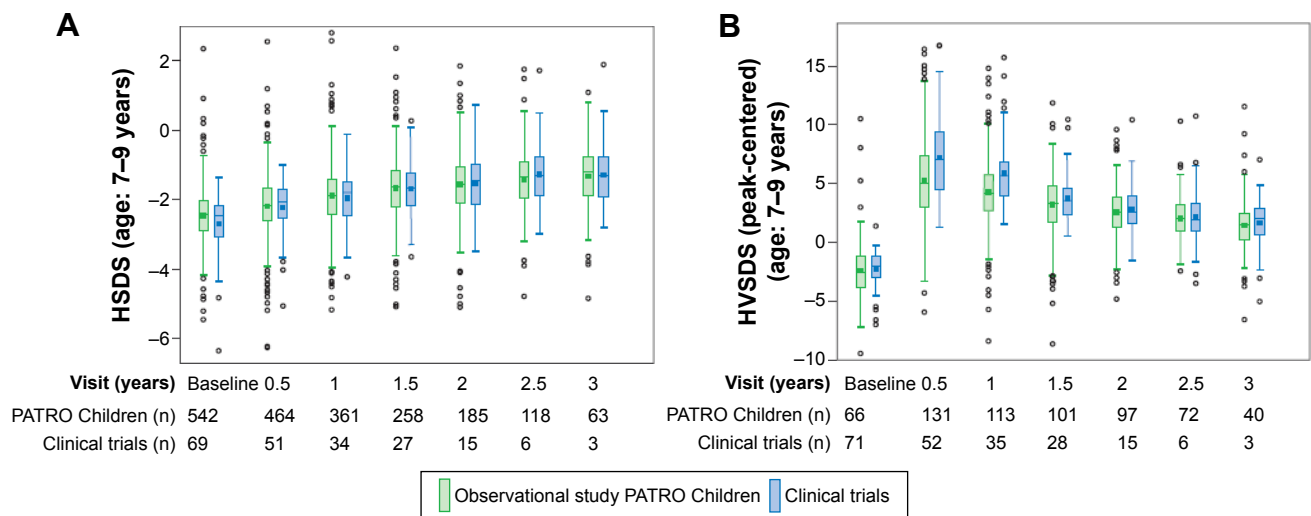 A
HSDS (age: 7–9 years)
2
0
–2
–4
–6
Visit (years) Baseline 0.5 1 1.5 2 2.5 3
PATRO Children (n) 542 464 361 258 185 118 63
Clinical trials (n) 69 51 34 27 15 6 3
B
HVSDS (peak-centered)
(age: 7–9 years)
15
10
5
0
–5
–10
Visit (years) Baseline 0.5 1 1.5 2 2.5 3
PATRO Children (n) 66 131 113 101 97 72 40
Clinical trials (n) 71 52 35 28 15 6 3
Observational study PATRO Children Clinical trials